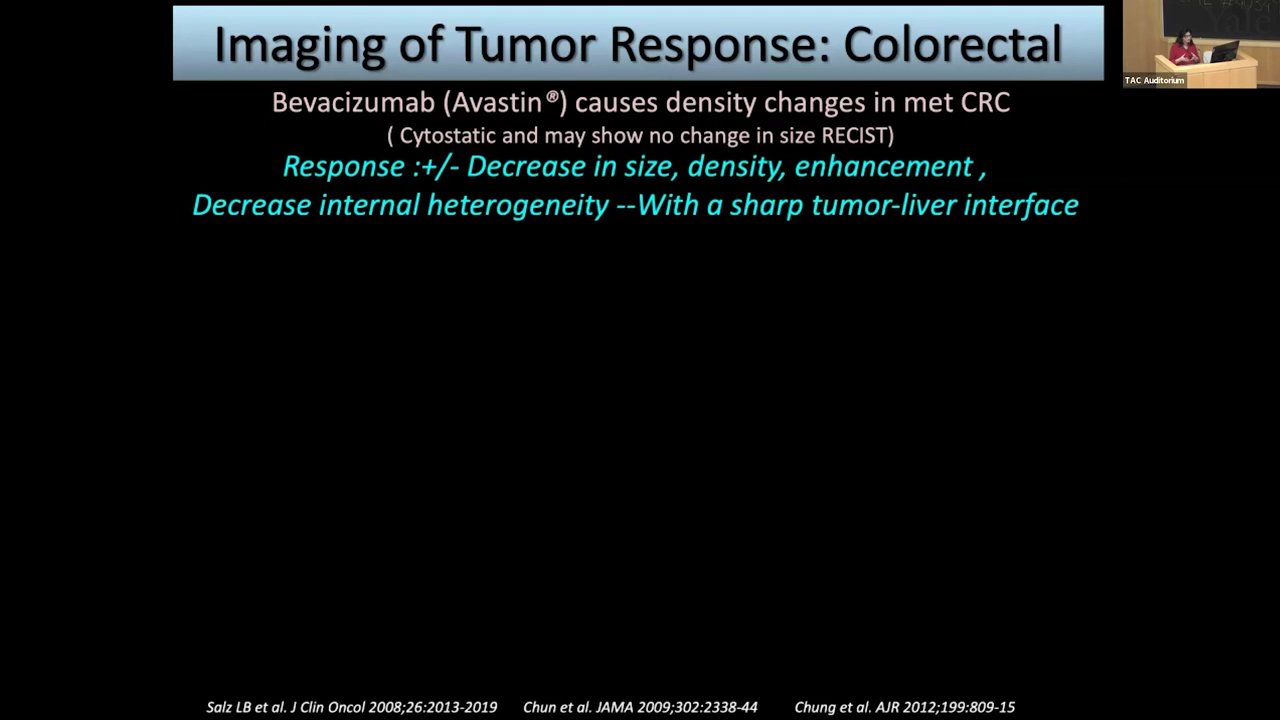 Imaging of Tumor Response: Colorectal
TAC Auditorium
Bevacizumab (Avastin®) causes density changes in met CRC
( Cytostatic and may show no change in size RECIST)
Response :+/- Decrease in size, density, enhancement ,
Decrease internal heterogeneity --With a sharp tumor-liver interface
Salz LB et al. J Clin Oncol 2008;26:2013-2019 Chun et al. JAMA 2009;302:2338-44 Chung et al. AJR 2012;199:809-15